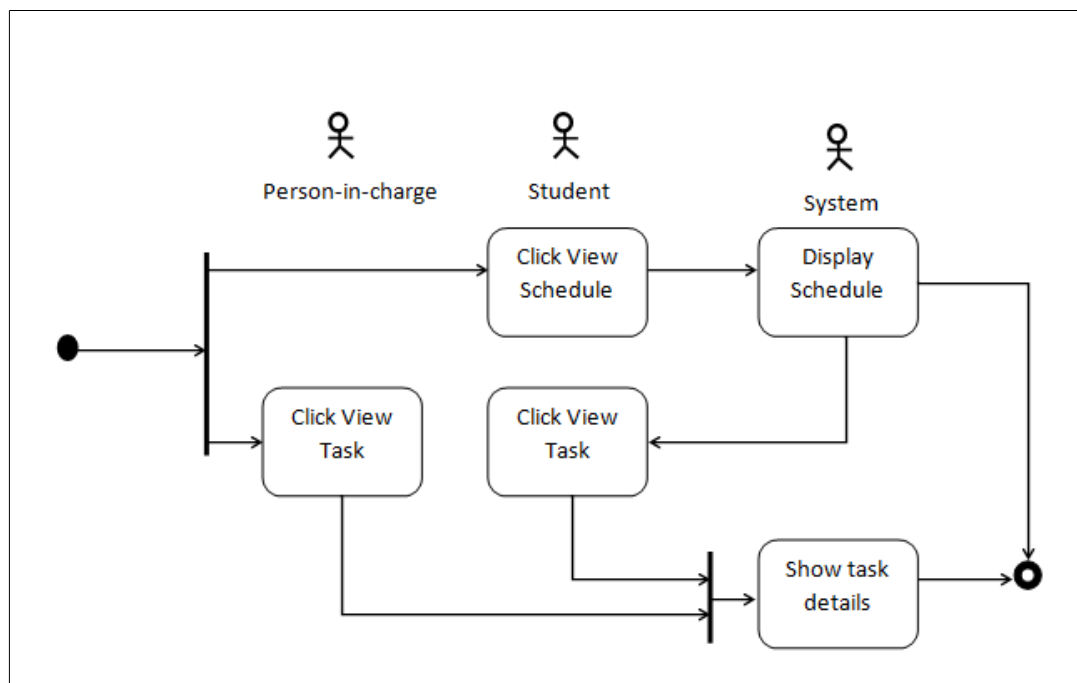 Person-in-charge
Student
System
Click View
Schedule
Display
Schedule
Click View
Task
Click View
Task
Show task
details